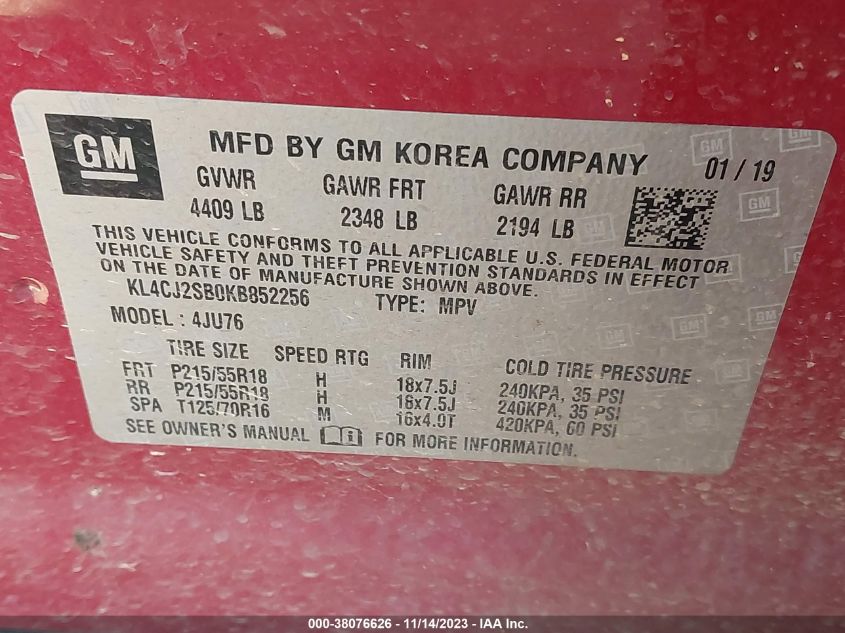 GM
MFD BY GM KOREA COMPANY 01 / 19
GVWR GAWR FRT GAWR RR
4409 LB 2348 LB 2194 LB
THIS VEHICLE CONFORMS TO ALL APPLICABLE U.S. FEDERAL MOTOR
VEHICLE SAFETY AND THEFT PREVENTION STANDARDS IN EFFECT
ON THE DATE OF MANUFACTURE SHOWN ABOVE.
KL4CJ2SB0KB852256 TYPE: MPV
MODEL : 4JU76
TIRE SIZE SPEED RTG RIM COLD TIRE PRESSURE
FRT P215/55R18 H 18x7.5J 240KPA, 35 PSI
RR P215/55R18 H 18x7.5J 240KPA, 35 PSI
SPA T125/70R16 M 16x4.0T 420KPA, 60 PSI
SEE OWNER'S MANUAL FOR MORE INFORMATION.
000-38076626 - 11/14/2023 - IAA Inc.